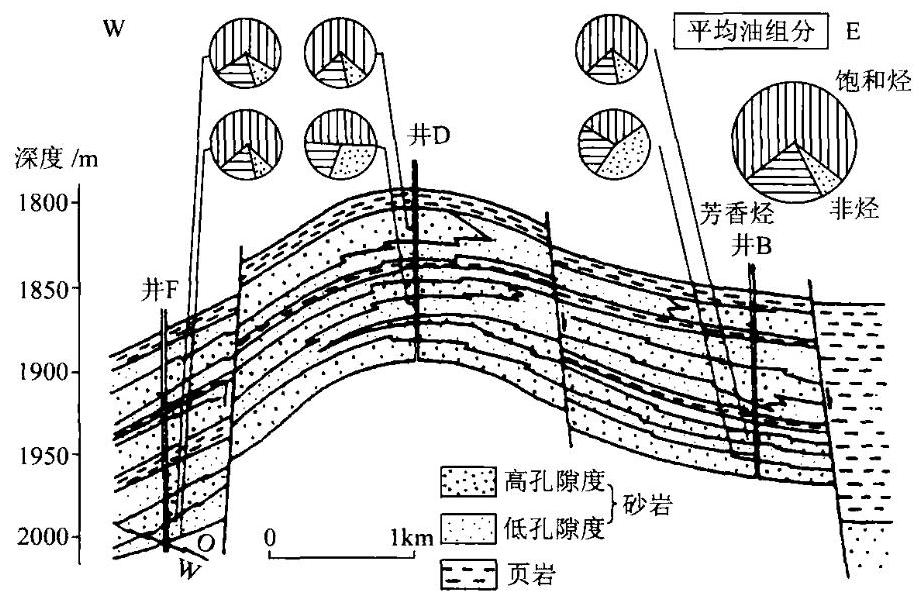 W
平均油组分
E
饱和烃
芳香烃
非烃
深度 /m
井D
井B
井F
1800
1850
1900
1950
2000
O
W
0
1km
高孔隙度
低孔隙度
砂岩
页岩